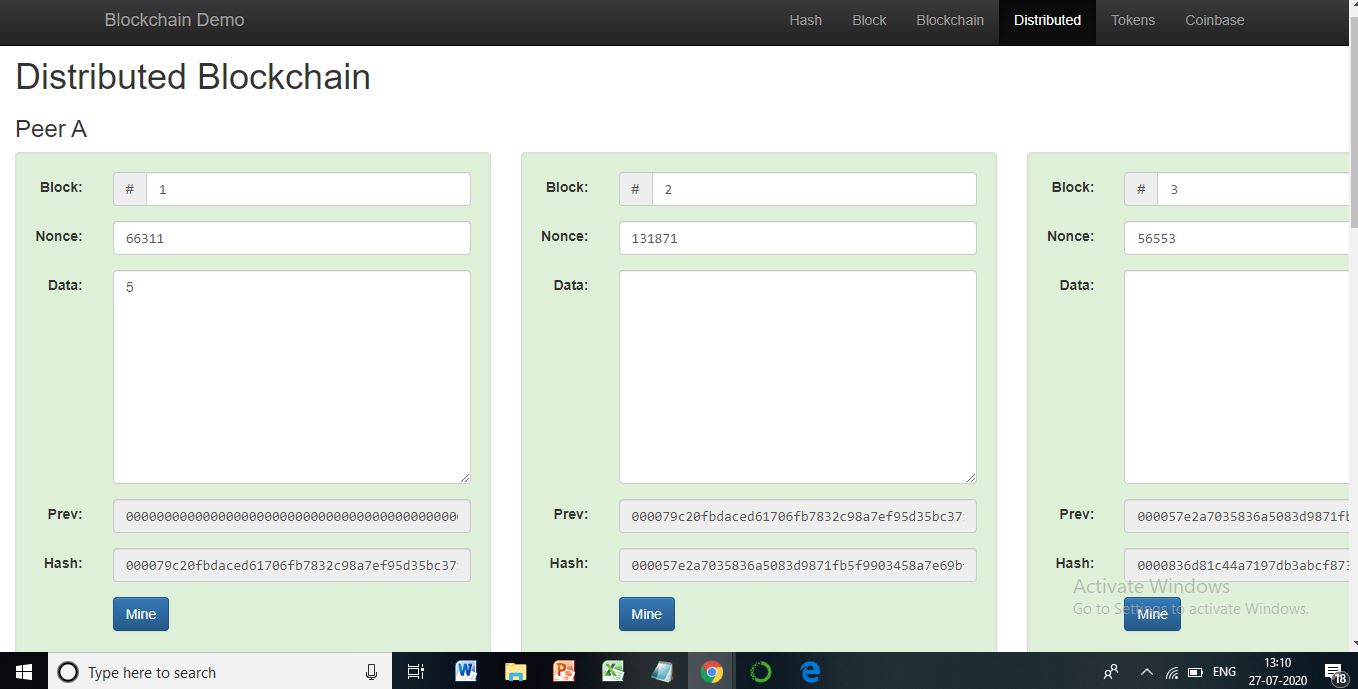 Blockchain Demo Hash Block Blockchain Distributed Tokens Coinbase
Distributed Blockchain
Peer A
Block: # 1 Block: # 2 Block: # 3
Nonce: 66311 Nonce: 131871 Nonce: 56553
Data: 5 Data: Data:
Prev: 000000000000000000000000000000000000000000 Prev: 000079c20fbdaced61706fb7832c98a7ef95d35bc37 Prev: 000057e2a7035836a5083d9871fb
Hash: 000079c20fbdaced61706fb7832c98a7ef95d35bc37 Hash: 000057e2a7035836a5083d9871fb5f9903458a7e69b Hash: 0000836d81c44a7197db3abcf873
Activate Windows
Go to Settings to activate Windows.
Mine Mine Mine
Type here to search ENG 13:10
27-07-2020 18